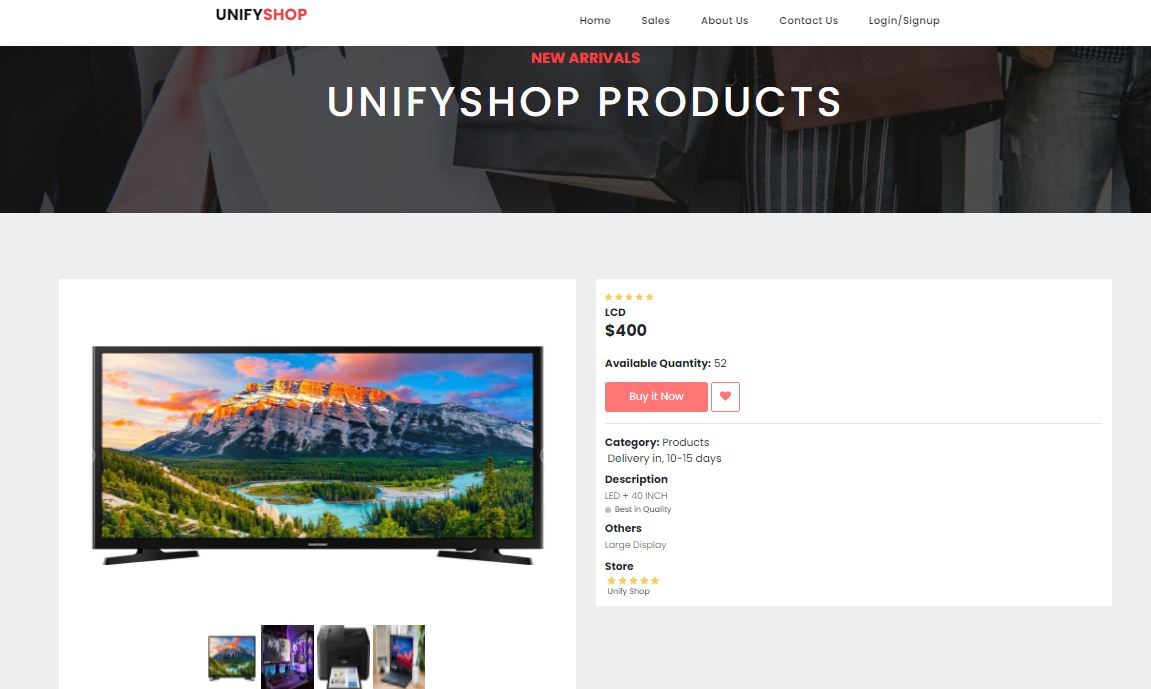 UNIFYSHOP
Home Sales About Us Contact Us Login/Signup
NEW ARRIVALS
UNIFYSHOP PRODUCTS
LCD
$400
Available Quantity: 52
Buy it Now
Category: Products
Delivery in, 10-15 days
Description
LED + 40 INCH
Best in Quality
Others
Large Display
Store
Unify Shop
SAMSUNG